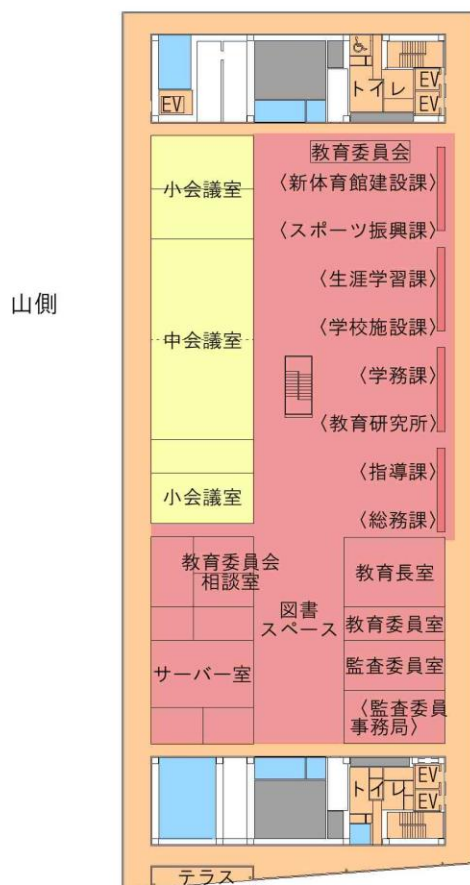 トイレ
EV
EV
EV
教育委員会
小会議室
〈新体育館建設課〉
〈スポーツ振興課〉
〈生涯学習課〉
山側
〈学校施設課〉
中会議室
〈学務課〉
〈教育研究所〉
〈指導課〉
小会議室
〈総務課〉
教育委員会
相談室
教育長室
図書
スペース
教育委員室
サーバー室
監査委員室
〈監査委員
事務局〉
トイレ
EV
EV
テラス